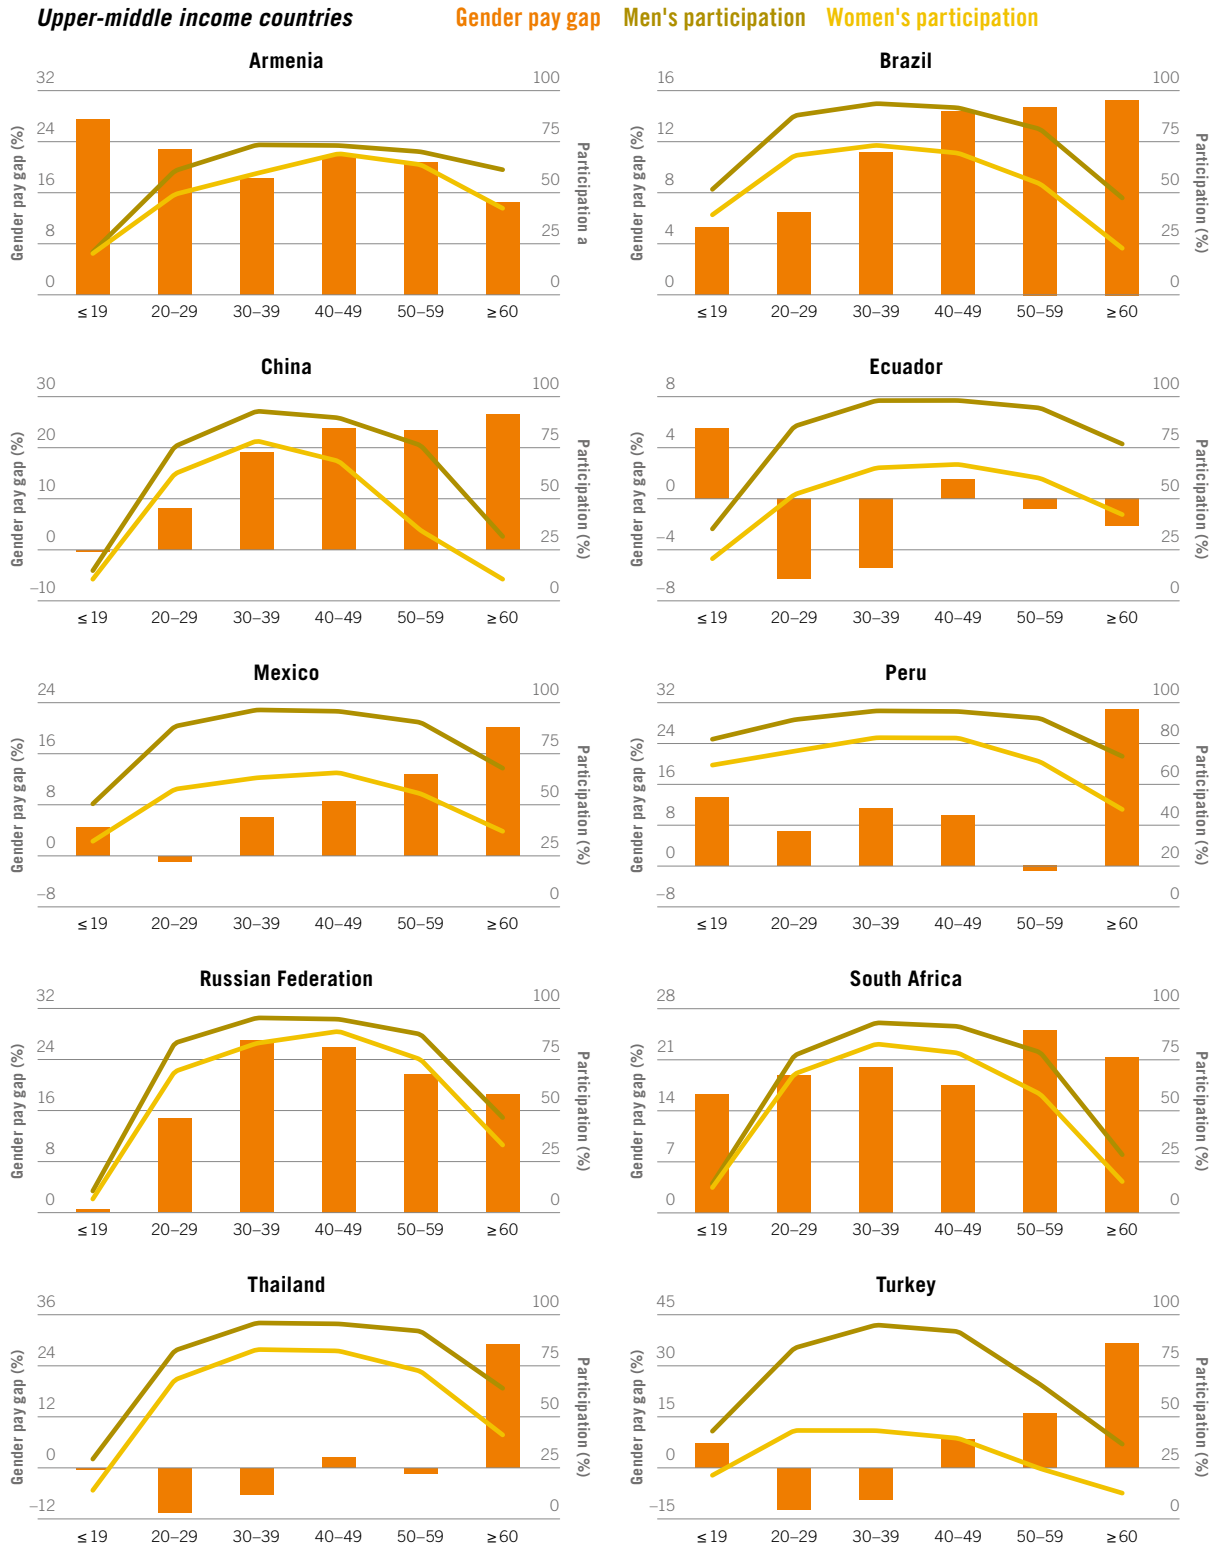 Upper-middle income countries Gender pay gap Men's participation Women's participation
Armenia
32 100
24 75
16 50
8 25
0 0
Gender pay gap (%)
Participation a
≤19 20–29 30–39 40–49 50–59 ≥60
Brazil
16 100
12 75
8 50
4 25
0 0
Gender pay gap (%)
Participation (%)
≤19 20–29 30–39 40–49 50–59 ≥60
China
30 100
20 75
10 50
0 25
–10 0
Gender pay gap (%)
Participation (%)
≤19 20–29 30–39 40–49 50–59 ≥60
Ecuador
8 100
4 75
0 50
–4 25
–8 0
Gender pay gap (%)
Participation (%)
≤19 20–29 30–39 40–49 50–59 ≥60
Mexico
24 100
16 75
8 50
0 25
–8 0
Gender pay gap (%)
Participation (%)
≤19 20–29 30–39 40–49 50–59 ≥60
Peru
32 100
24 80
16 60
8 40
0 20
–8 0
Gender pay gap (%)
Participation (%)
≤19 20–29 30–39 40–49 50–59 ≥60
Russian Federation
32 100
24 75
16 50
8 25
0 0
Gender pay gap (%)
Participation (%)
≤19 20–29 30–39 40–49 50–59 ≥60
South Africa
28 100
21 75
14 50
7 25
0 0
Gender pay gap (%)
Participation (%)
≤19 20–29 30–39 40–49 50–59 ≥60
Thailand
36 100
24 75
12 50
0 25
–12 0
Gender pay gap (%)
Participation (%)
≤19 20–29 30–39 40–49 50–59 ≥60
Turkey
45 100
30 75
15 50
0 25
–15 0
Gender pay gap (%)
Participation (%)
≤19 20–29 30–39 40–49 50–59 ≥60